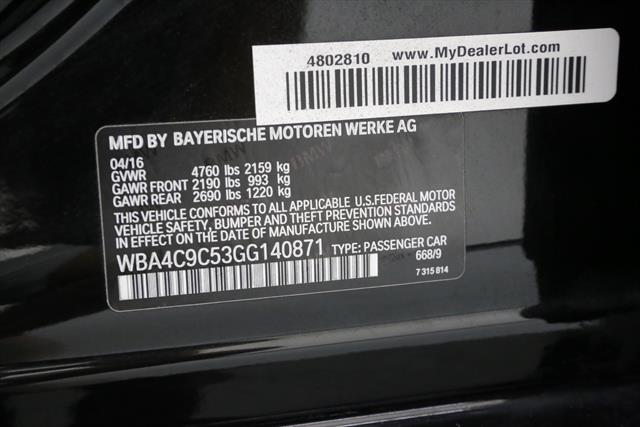 4802810 www.MyDealerLot.com
MFD BY BAYERISCHE MOTOREN WERKE AG
04/16
GVWR 4760 lbs 2159 kg
GAWR FRONT 2190 lbs 993 kg
GAWR REAR 2690 lbs 1220 kg
THIS VEHICLE CONFORMS TO ALL APPLICABLE U.S.FEDERAL MOTOR
VEHICLE SAFETY, BUMPER AND THEFT PREVENTION STANDARDS
IN EFFECT ON THE DATE OF MANUFACTURE SHOWN ABOVE.
WBA4C9C53GG140871 TYPE: PASSENGER CAR
668/9
7 315 814